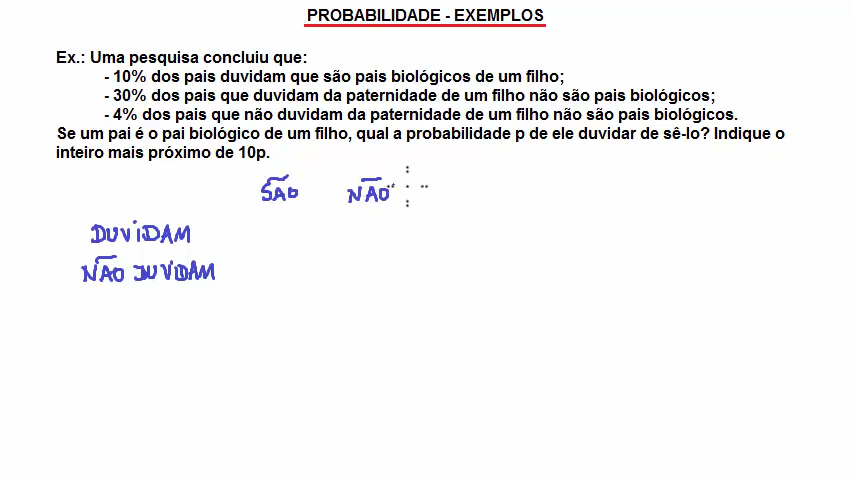 PROBABILIDADE - EXEMPLOS
Ex.: Uma pesquisa concluiu que:
- 10% dos pais duvidam que são pais biológicos de um filho;
- 30% dos pais que duvidam da paternidade de um filho não são pais biológicos;
- 4% dos pais que não duvidam da paternidade de um filho não são pais biológicos.
Se um pai é o pai biológico de um filho, qual a probabilidade p de ele duvidar de sê-lo? Indique o
inteiro mais próximo de 10p.
SÃO NÃO
DUVIDAM
NÃO DUVIDAM